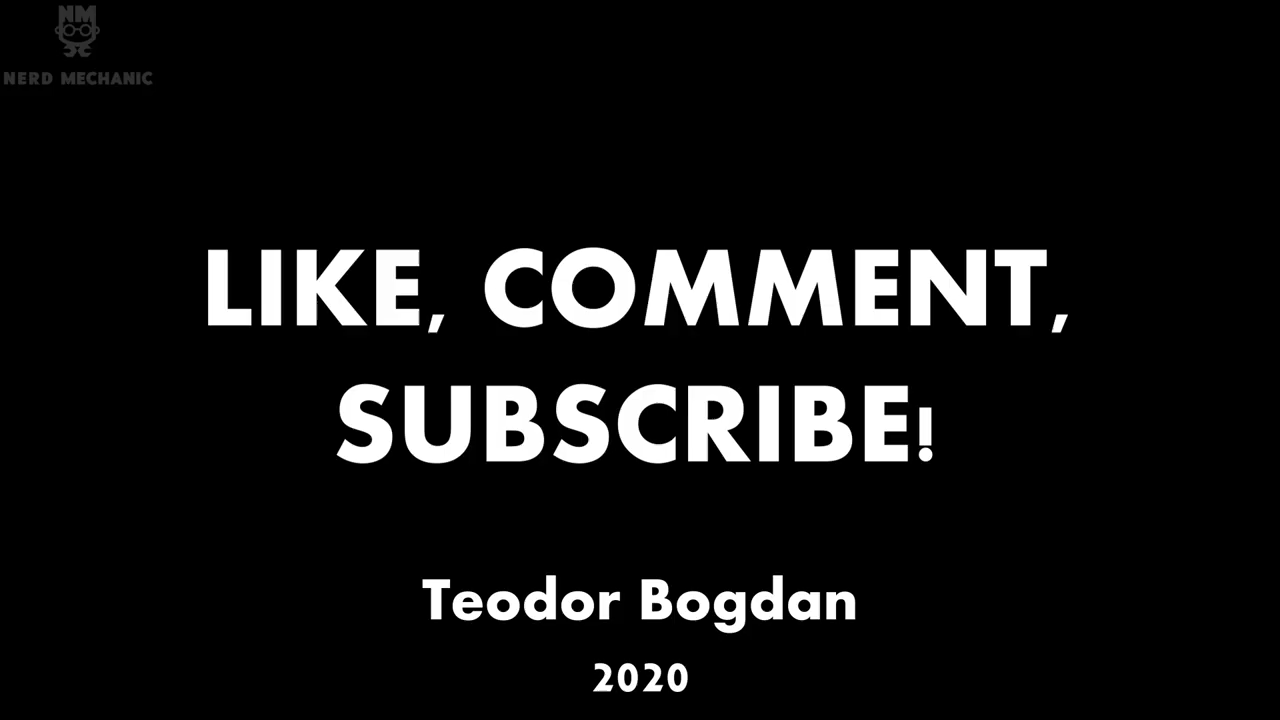 NM
NERD MECHANIC
LIKE, COMMENT,
SUBSCRIBE!
Teodor Bogdan
2020